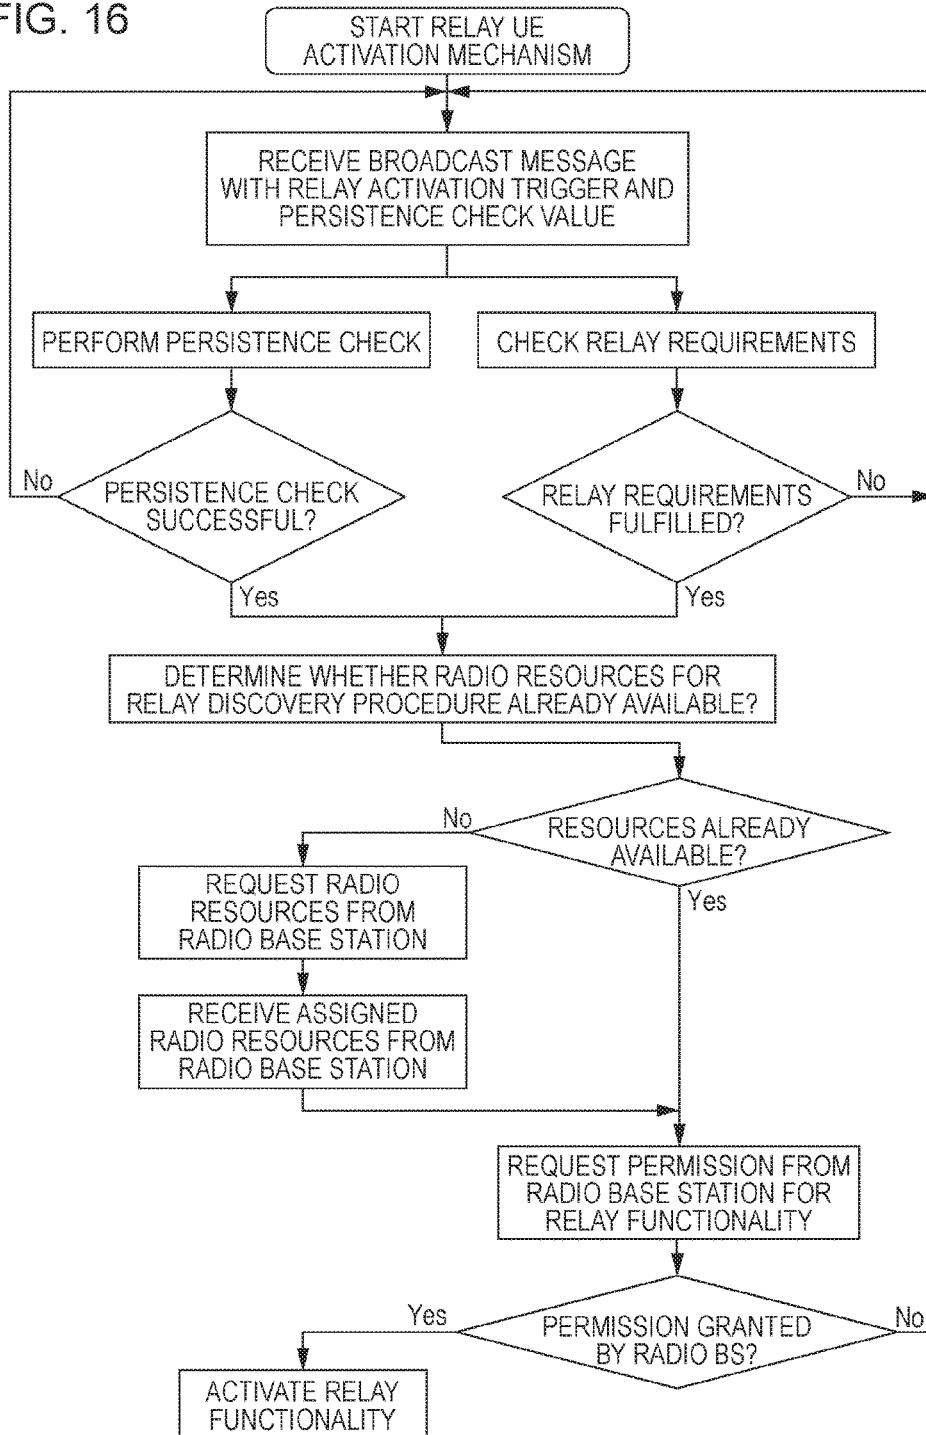 FIG. 16
START RELAY UE
ACTIVATION MECHANISM
RECEIVE BROADCAST MESSAGE
WITH RELAY ACTIVATION TRIGGER AND
PERSISTENCE CHECK VALUE
PERFORM PERSISTENCE CHECK
CHECK RELAY REQUIREMENTS
No
PERSISTENCE CHECK
SUCCESSFUL?
RELAY REQUIREMENTS
FULFILLED?
No
Yes
Yes
DETERMINE WHETHER RADIO RESOURCES FOR
RELAY DISCOVERY PROCEDURE ALREADY AVAILABLE?
No
RESOURCES ALREADY
AVAILABLE?
Yes
REQUEST RADIO
RESOURCES FROM
RADIO BASE STATION
RECEIVE ASSIGNED
RADIO RESOURCES FROM
RADIO BASE STATION
REQUEST PERMISSION FROM
RADIO BASE STATION FOR
RELAY FUNCTIONALITY
Yes
PERMISSION GRANTED
BY RADIO BS?
No
ACTIVATE RELAY
FUNCTIONALITY